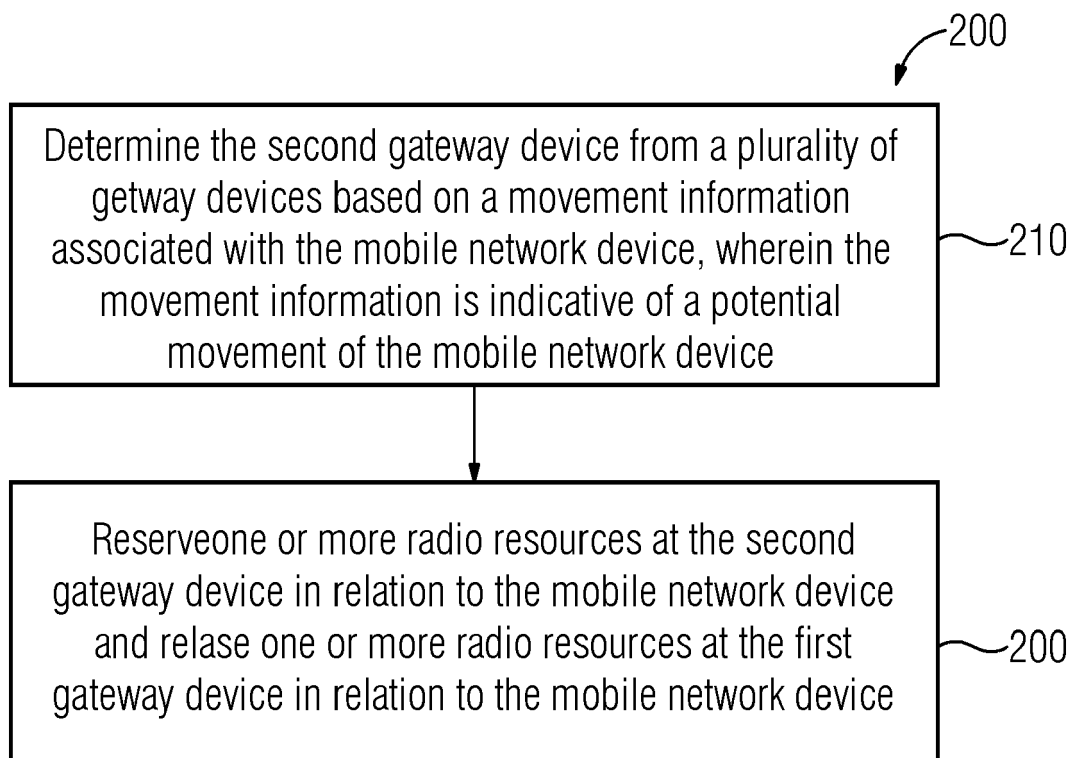 200
Determine the second gateway device from a plurality of
getway devices based on a movement information
associated with the mobile network device, wherein the
movement information is indicative of a potential
movement of the mobile network device
210
Reserveone or more radio resources at the second
gateway device in relation to the mobile network device
and relase one or more radio resources at the first
gateway device in relation to the mobile network device
200